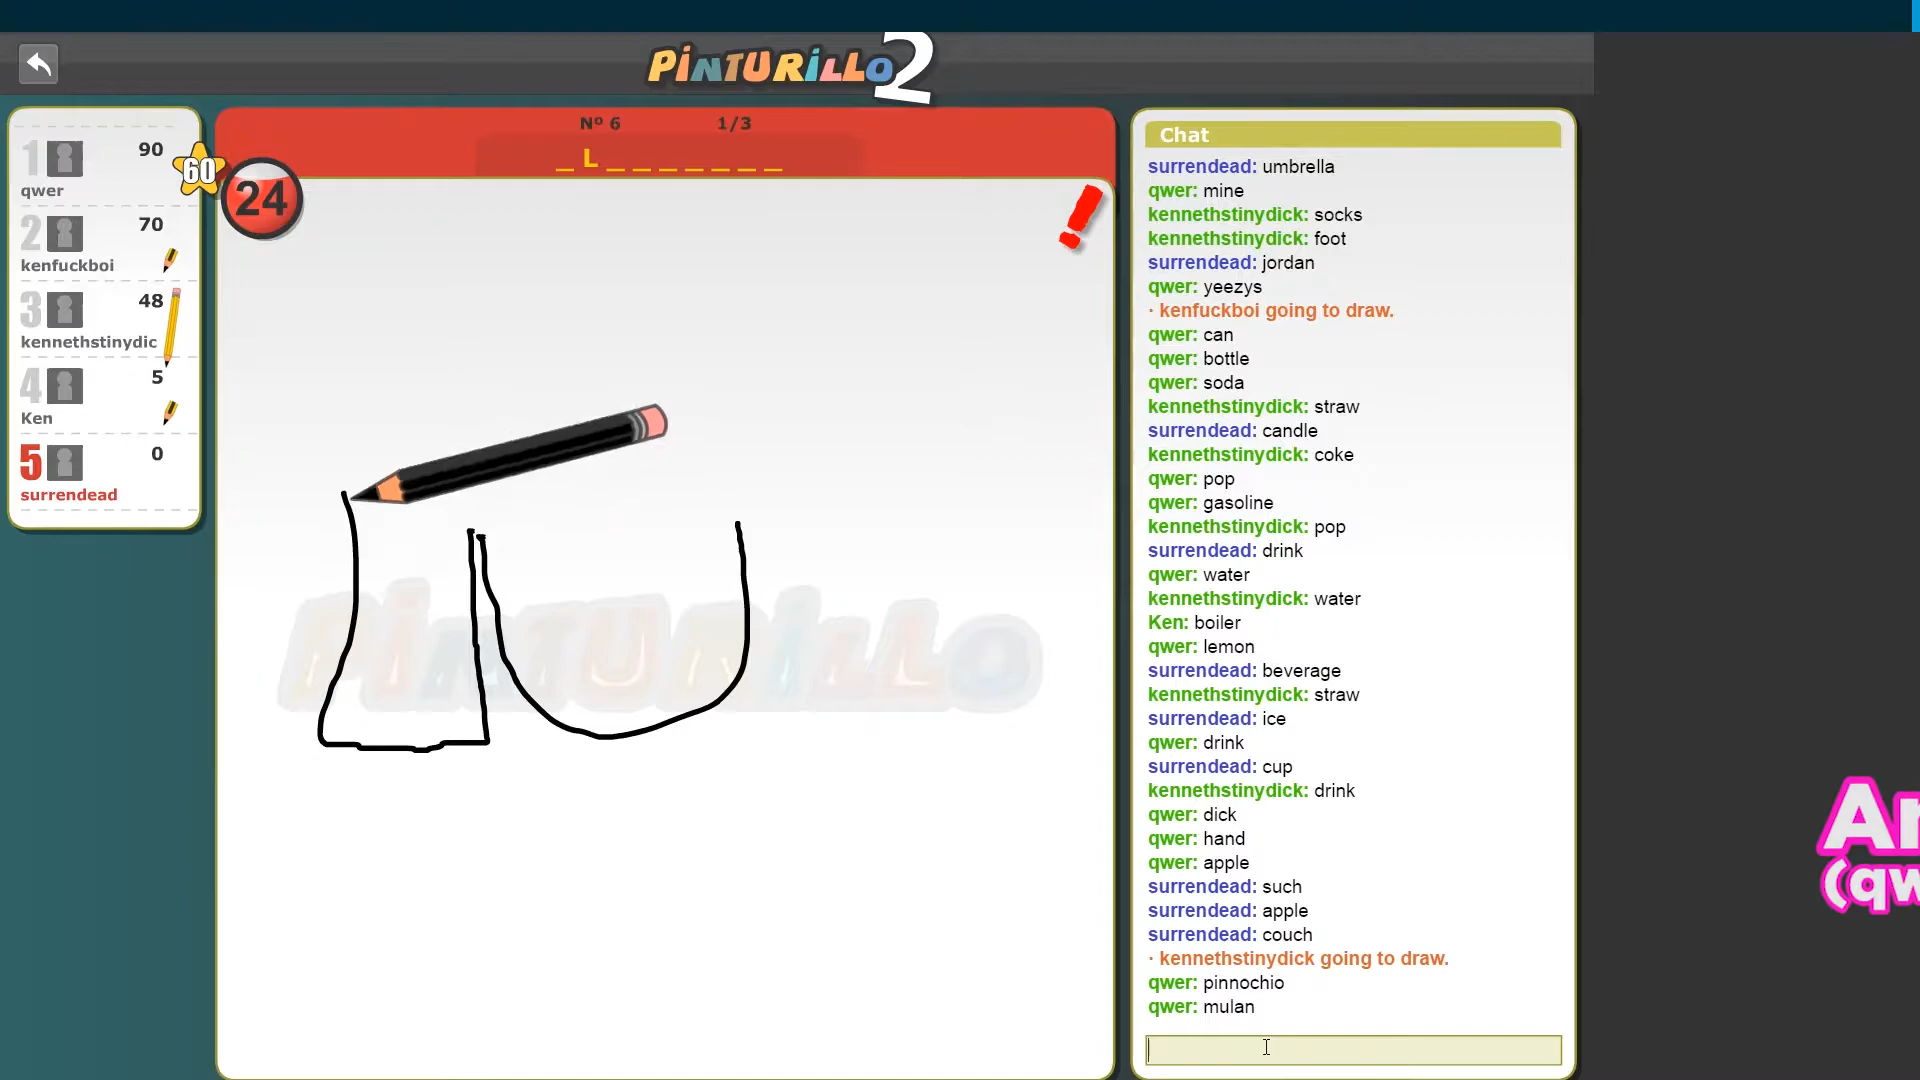 PINTURILLO 2
Nº 6 1/3
_ L _ _ _ _ _ _ _
1 90
qwer
60
2 70
kenfuckboi
3 48
kennethstinydic
4 5
Ken
5 0
surrendead
24
!
PINTURILLO
Chat
surrendead: umbrella
qwer: mine
kennethstinydick: socks
kennethstinydick: foot
surrendead: jordan
qwer: yeezys
· kenfuckboi going to draw.
qwer: can
qwer: bottle
qwer: soda
kennethstinydick: straw
surrendead: candle
kennethstinydick: coke
qwer: pop
qwer: gasoline
kennethstinydick: pop
surrendead: drink
qwer: water
kennethstinydick: water
Ken: boiler
qwer: lemon
surrendead: beverage
kennethstinydick: straw
surrendead: ice
qwer: drink
surrendead: cup
kennethstinydick: drink
qwer: dick
qwer: hand
qwer: apple
surrendead: such
surrendead: apple
surrendead: couch
· kennethstinydick going to draw.
qwer: pinnochio
qwer: mulan